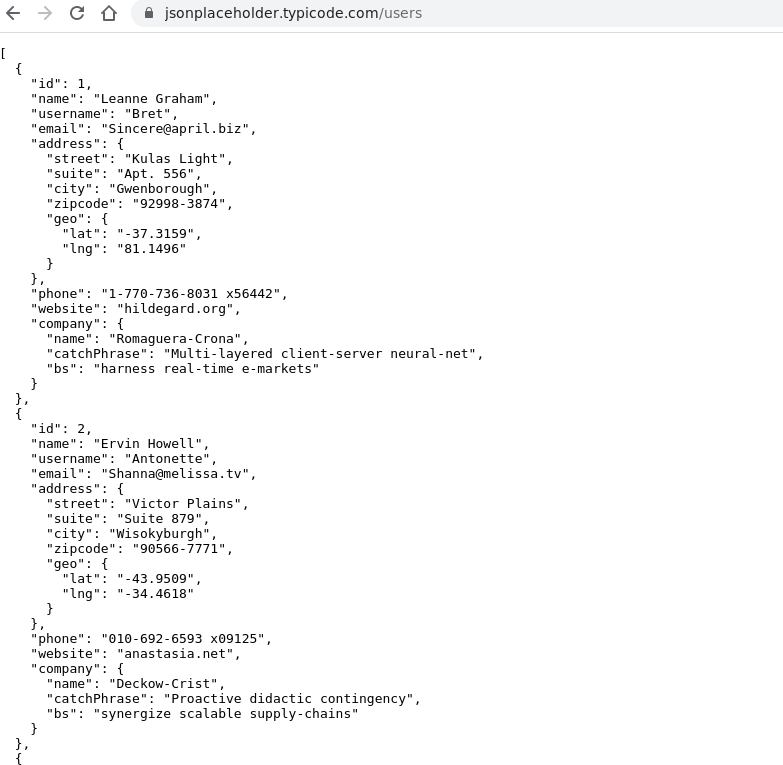 jsonplaceholder.typicode.com/users
[
  {
    "id": 1,
    "name": "Leanne Graham",
    "username": "Bret",
    "email": "Sincere@april.biz",
    "address": {
      "street": "Kulas Light",
      "suite": "Apt. 556",
      "city": "Gwenborough",
      "zipcode": "92998-3874",
      "geo": {
        "lat": "-37.3159",
        "lng": "81.1496"
      }
    },
    "phone": "1-770-736-8031 x56442",
    "website": "hildegard.org",
    "company": {
      "name": "Romaguera-Crona",
      "catchPhrase": "Multi-layered client-server neural-net",
      "bs": "harness real-time e-markets"
    }
  },
  {
    "id": 2,
    "name": "Ervin Howell",
    "username": "Antonette",
    "email": "Shanna@melissa.tv",
    "address": {
      "street": "Victor Plains",
      "suite": "Suite 879",
      "city": "Wisokyburgh",
      "zipcode": "90566-7771",
      "geo": {
        "lat": "-43.9509",
        "lng": "-34.4618"
      }
    },
    "phone": "010-692-6593 x09125",
    "website": "anastasia.net",
    "company": {
      "name": "Deckow-Crist",
      "catchPhrase": "Proactive didactic contingency",
      "bs": "synergize scalable supply-chains"
    }
  },
  {